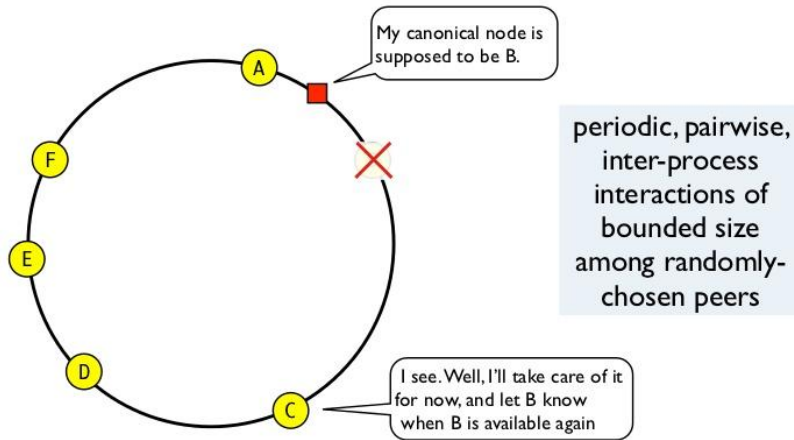 My canonical node is
supposed to be B.
A
F
E
D
C
periodic, pairwise,
inter-process
interactions of
bounded size
among randomly-
chosen peers
I see. Well, I'll take care of it
for now, and let B know
when B is available again